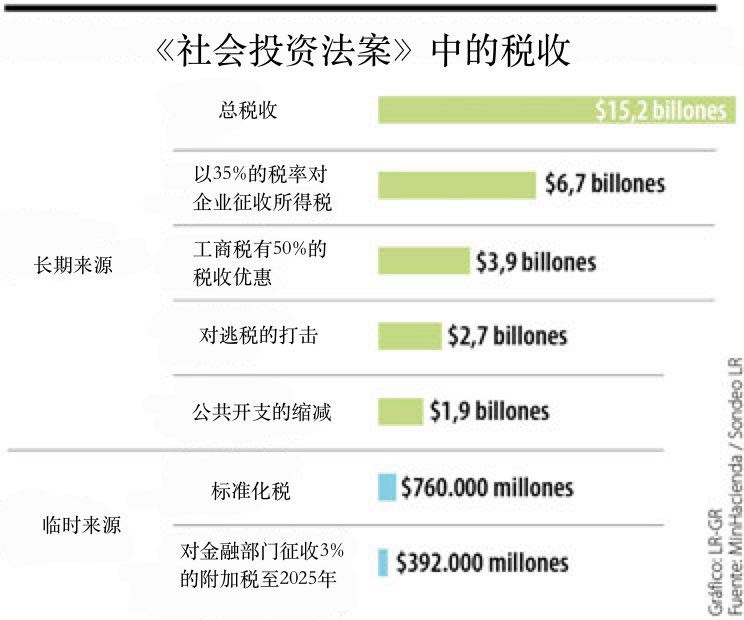 《社会投资法案》中的税收
长期来源
总税收
$15,2 billones
以35%的税率对
企业征收所得税
$6,7 billones
工商税有50%的
税收优惠
$3,9 billones
对逃税的打击
$2,7 billones
公共开支的缩减
$1,9 billones
临时来源
标准化税
$760.000 millones
对金融部门征收3%
的附加税至2025年
$392.000 millones
Gráfico: LR-GR
Fuente: MinHacienda / Sondeo LR